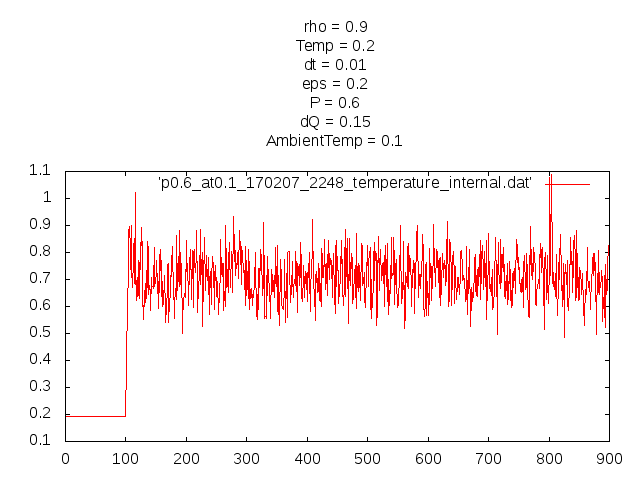 rho = 0.9
Temp = 0.2
dt = 0.01
eps = 0.2
P = 0.6
dQ = 0.15
AmbientTemp = 0.1
1.1
'p0.6_at0.1_170207_2248_temperature_internal.dat'
1
0.9
0.8
0.7
0.6
0.5
0.4
0.3
0.2
0.1
0 100 200 300 400 500 600 700 800 900